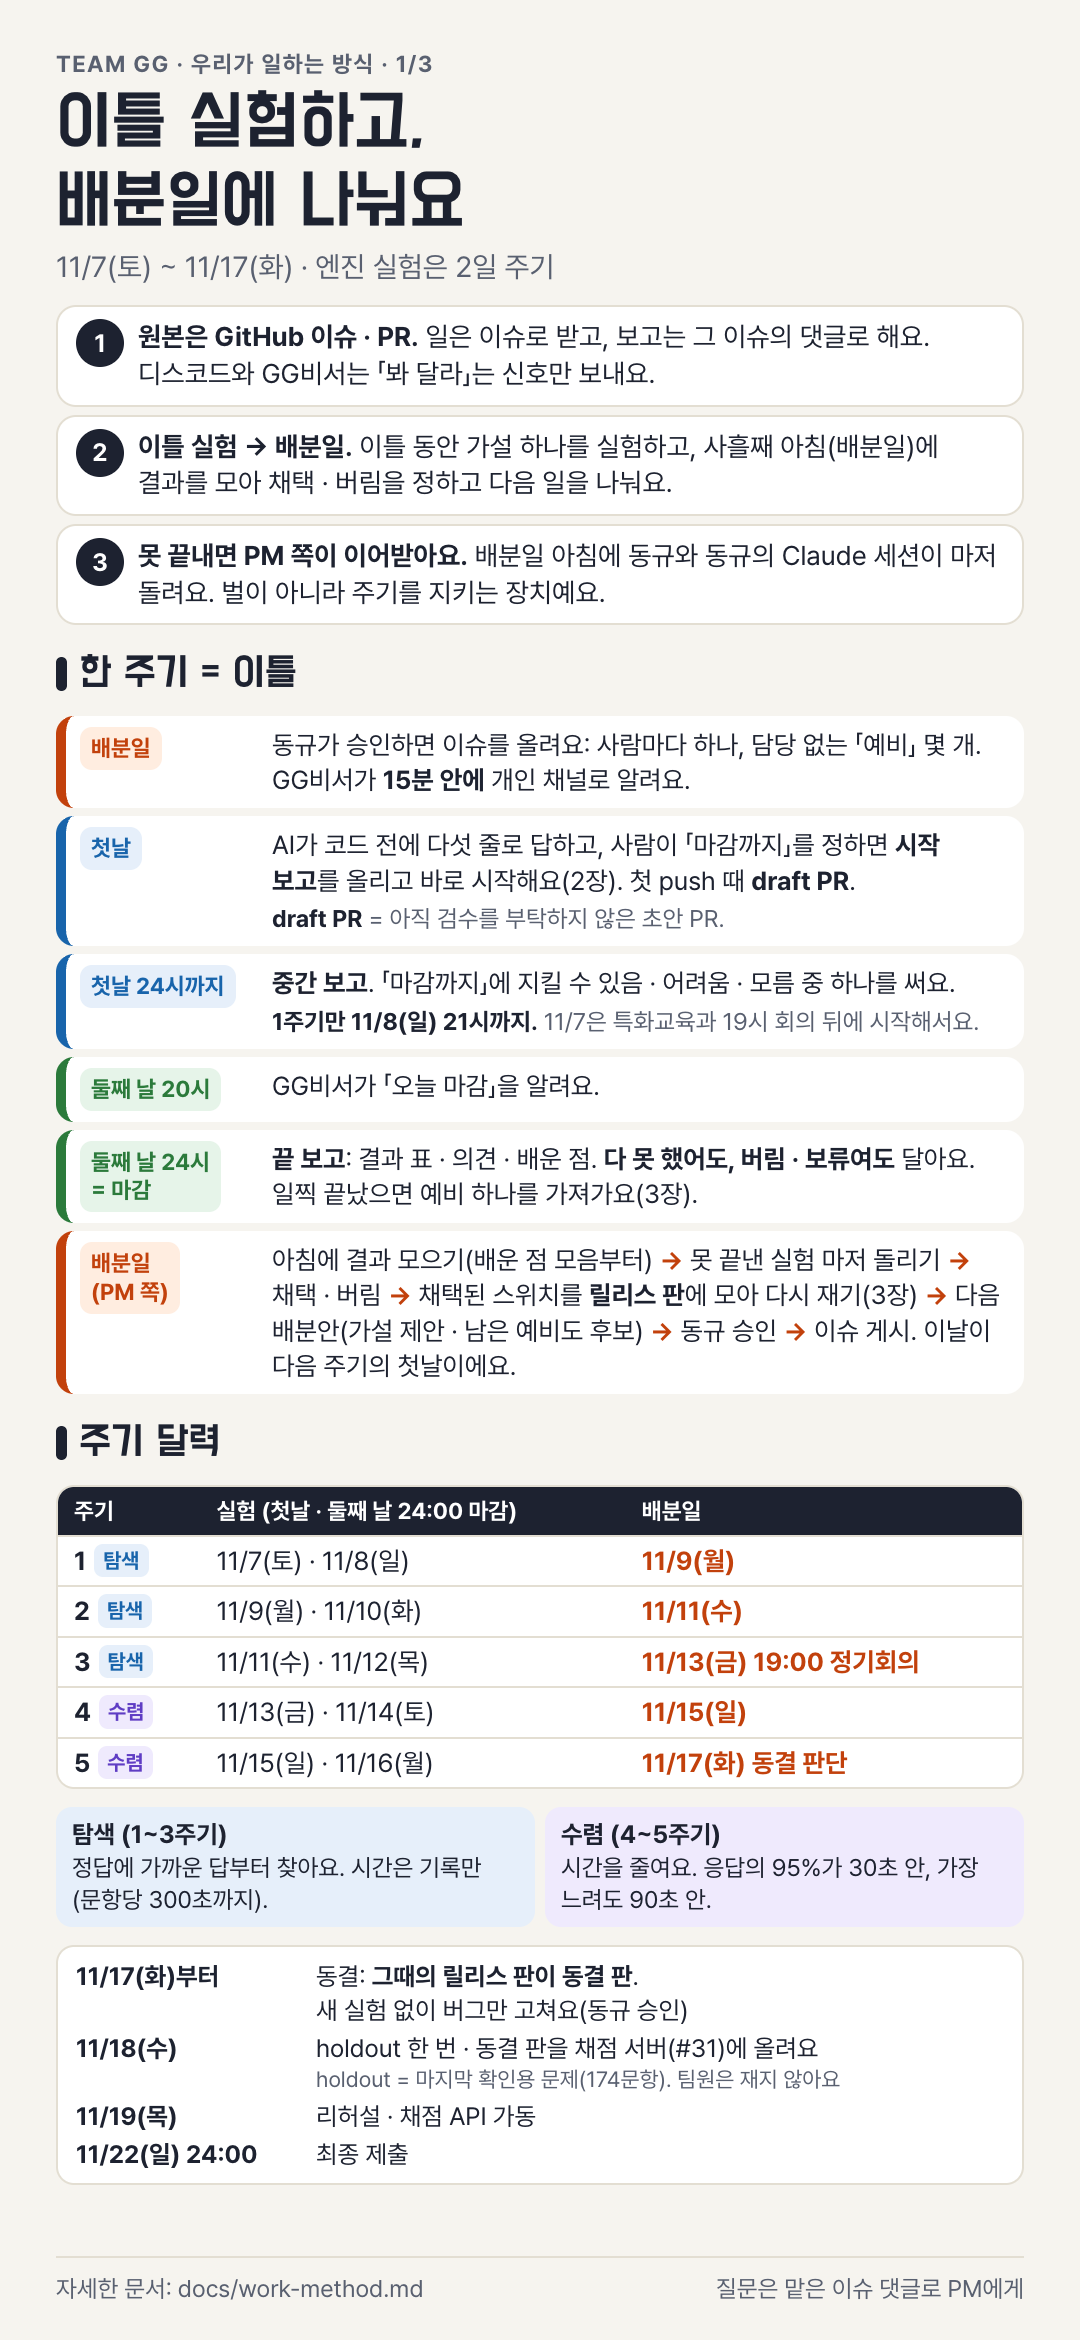 TEAM GG · 우리가 일하는 방식 · 1/3
이틀 실험하고,
배분일에 나눠요
11/7(토) ~ 11/17(화) · 엔진 실험은 2일 주기
1
원본은 GitHub 이슈 · PR. 일은 이슈로 받고, 보고는 그 이슈의 댓글로 해요.
디스코드와 GG비서는 「봐 달라」는 신호만 보내요.
2
이틀 실험 → 배분일. 이틀 동안 가설 하나를 실험하고, 사흘째 아침(배분일)에
결과를 모아 채택 · 버림을 정하고 다음 일을 나눠요.
3
못 끝내면 PM 쪽이 이어받아요. 배분일 아침에 동규와 동규의 Claude 세션이 마저
돌려요. 벌이 아니라 주기를 지키는 장치예요.
한 주기 = 이틀
배분일
동규가 승인하면 이슈를 올려요: 사람마다 하나, 담당 없는 「예비」 몇 개.
GG비서가 15분 안에 개인 채널로 알려요.
첫날
AI가 코드 전에 다섯 줄로 답하고, 사람이 「마감까지」를 정하면 시작
보고를 올리고 바로 시작해요(2장). 첫 push 때 draft PR.
draft PR = 아직 검수를 부탁하지 않은 초안 PR.
첫날 24시까지
중간 보고. 「마감까지」에 지킬 수 있음 · 어려움 · 모름 중 하나를 써요.
1주기만 11/8(일) 21시까지. 11/7은 특화교육과 19시 회의 뒤에 시작해서요.
둘째 날 20시
GG비서가 「오늘 마감」을 알려요.
둘째 날 24시
= 마감
끝 보고: 결과 표 · 의견 · 배운 점. 다 못 했어도, 버림 · 보류여도 달아요.
일찍 끝났으면 예비 하나를 가져가요(3장).
배분일
(PM 쪽)
아침에 결과 모으기(배운 점 모음부터) → 못 끝낸 실험 마저 돌리기 →
채택 · 버림 → 채택된 스위치를 릴리스 판에 모아 다시 재기(3장) → 다음
배분안(가설 제안 · 남은 예비도 후보) → 동규 승인 → 이슈 게시. 이날이
다음 주기의 첫날이에요.
주기 달력
주기 실험 (첫날 · 둘째 날 24:00 마감) 배분일
1 탐색 11/7(토) · 11/8(일) 11/9(월)
2 탐색 11/9(월) · 11/10(화) 11/11(수)
3 탐색 11/11(수) · 11/12(목) 11/13(금) 19:00 정기회의
4 수렴 11/13(금) · 11/14(토) 11/15(일)
5 수렴 11/15(일) · 11/16(월) 11/17(화) 동결 판단
탐색 (1~3주기)
정답에 가까운 답부터 찾아요. 시간은 기록만
(문항당 300초까지).
수렴 (4~5주기)
시간을 줄여요. 응답의 95%가 30초 안, 가장
느려도 90초 안.
11/17(화)부터 동결: 그때의 릴리스 판이 동결 판.
새 실험 없이 버그만 고쳐요(동규 승인)
11/18(수) holdout 한 번 · 동결 판을 채점 서버(#31)에 올려요
holdout = 마지막 확인용 문제(174문항). 팀원은 재지 않아요
11/19(목) 리허설 · 채점 API 가동
11/22(일) 24:00 최종 제출
자세한 문서: docs/work-method.md 질문은 맡은 이슈 댓글로 PM에게